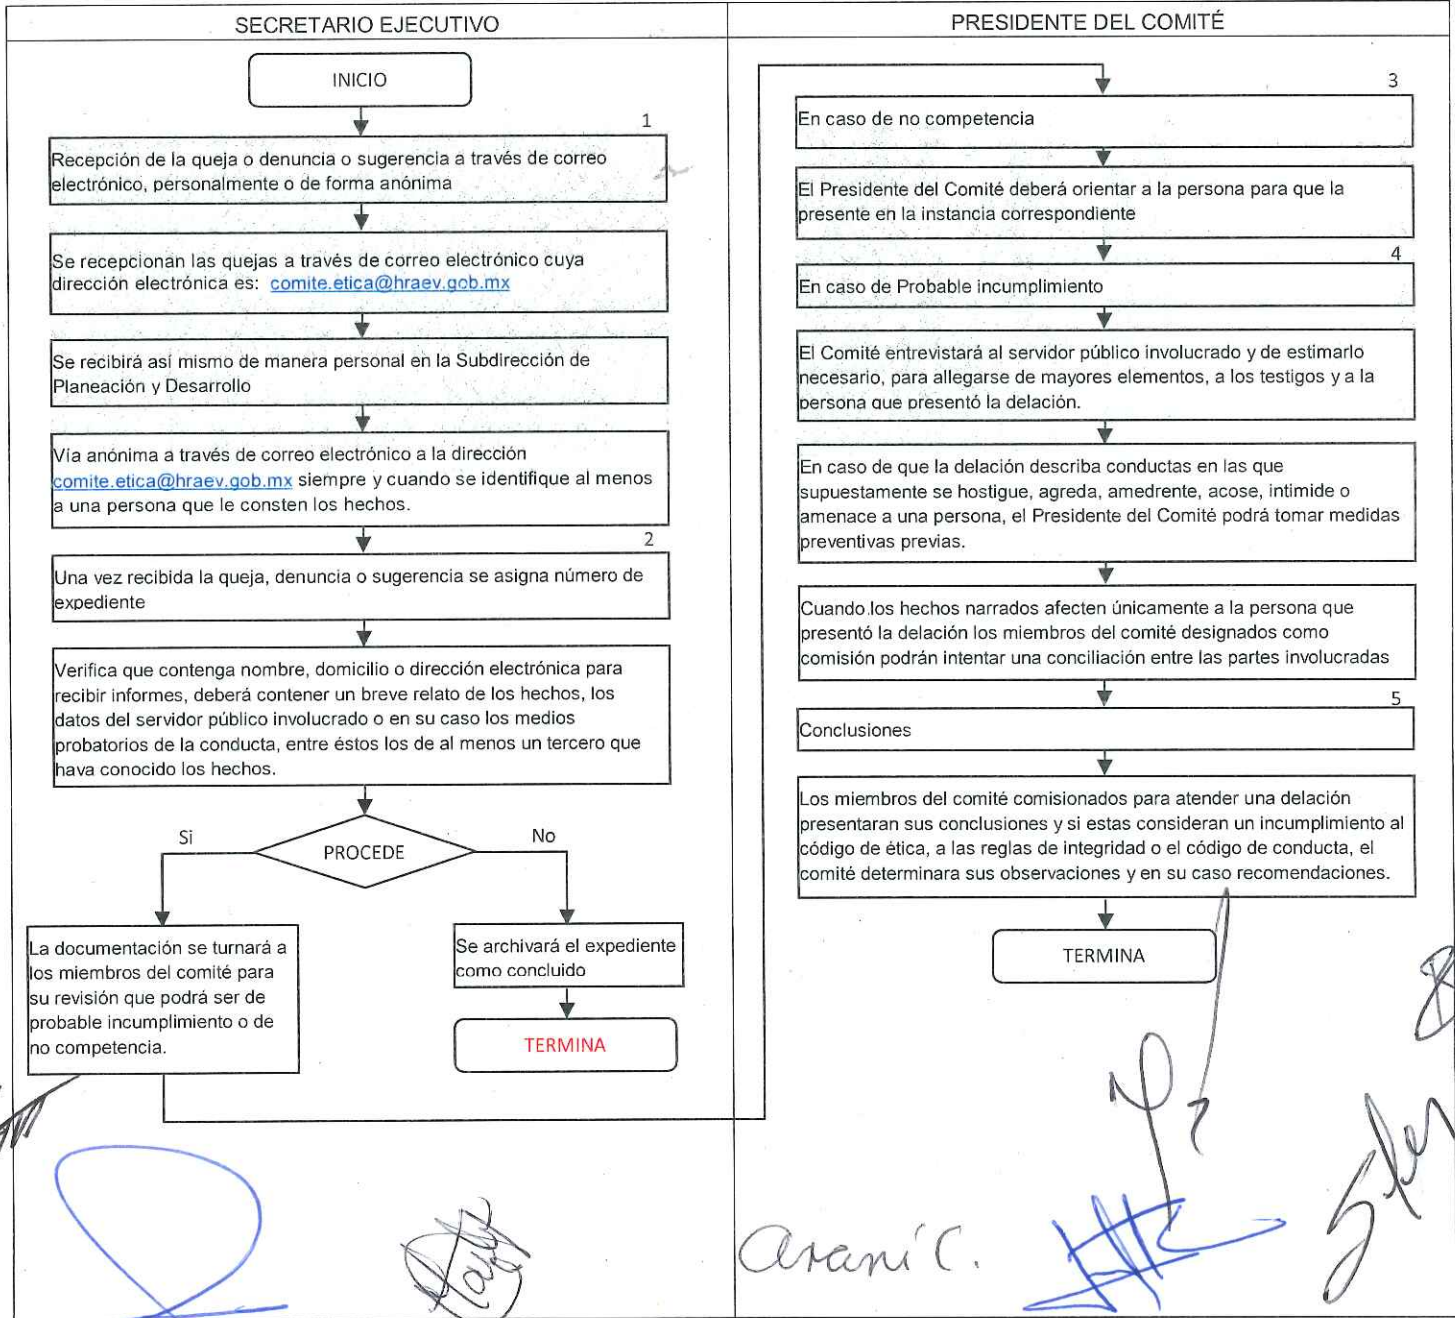 SECRETARIO EJECUTIVO
INICIO
1
Recepción de la queja o denuncia o sugerencia a través de correo
electrónico, personalmente o de forma anónima
Se recepcionan las quejas a través de correo electrónico cuya
dirección electrónica es: comite.etica@hraev.gob.mx
Se recibirá así mismo de manera personal en la Subdirección de
Planeación y Desarrollo
Vía anónima a través de correo electrónico a la dirección
comite.etica@hraev.gob.mx siempre y cuando se identifique al menos
a una persona que le consten los hechos.
2
Una vez recibida la queja, denuncia o sugerencia se asigna número de
expediente
Verifica que contenga nombre, domicilio o dirección electrónica para
recibir informes, deberá contener un breve relato de los hechos, los
datos del servidor público involucrado o en su caso los medios
probatorios de la conducta, entre éstos los de al menos un tercero que
haya conocido los hechos.
Si
PROCEDE
No
La documentación se turnará a
los miembros del comité para
su revisión que podrá ser de
probable incumplimiento o de
no competencia.
Se archivará el expediente
como concluido
TERMINA
PRESIDENTE DEL COMITÉ
3
En caso de no competencia
El Presidente del Comité deberá orientar a la persona para que la
presente en la instancia correspondiente
4
En caso de Probable incumplimiento
El Comité entrevistará al servidor público involucrado y de estimarlo
necesario, para allegarse de mayores elementos, a los testigos y a la
persona que presentó la delación.
En caso de que la delación describa conductas en las que
supuestamente se hostigue, agreda, amedrente, acose, intimide o
amenace a una persona, el Presidente del Comité podrá tomar medidas
preventivas previas.
Cuando los hechos narrados afecten únicamente a la persona que
presentó la delación los miembros del comité designados como
comisión podrán intentar una conciliación entre las partes involucradas
5
Conclusiones
Los miembros del comité comisionados para atender una delación
presentaran sus conclusiones y si estas consideran un incumplimiento al
código de ética, a las reglas de integridad o el código de conducta, el
comité determinara sus observaciones y en su caso recomendaciones.
TERMINA